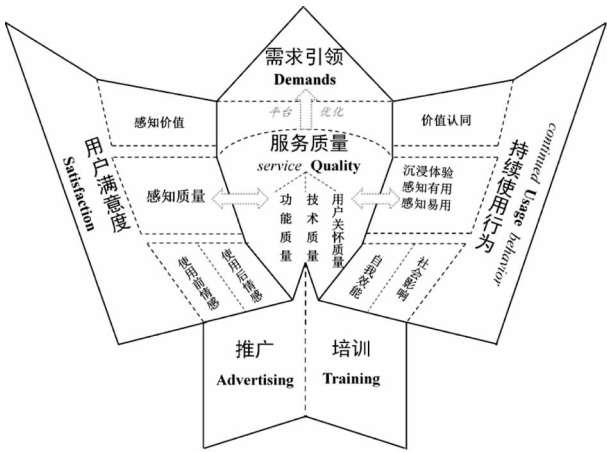 需求引领
Demands
平台 优化
服务质量
service Quality
功能质量
技术质量
用户关怀质量
用户满意度
Satisfaction
感知价值
感知质量
使用前情感
使用后情感
价值认同
沉浸体验
感知有用
感知易用
自我效能
社会影响
持续使用行为
continued Usage behavior
推广
Advertising
培训
Training